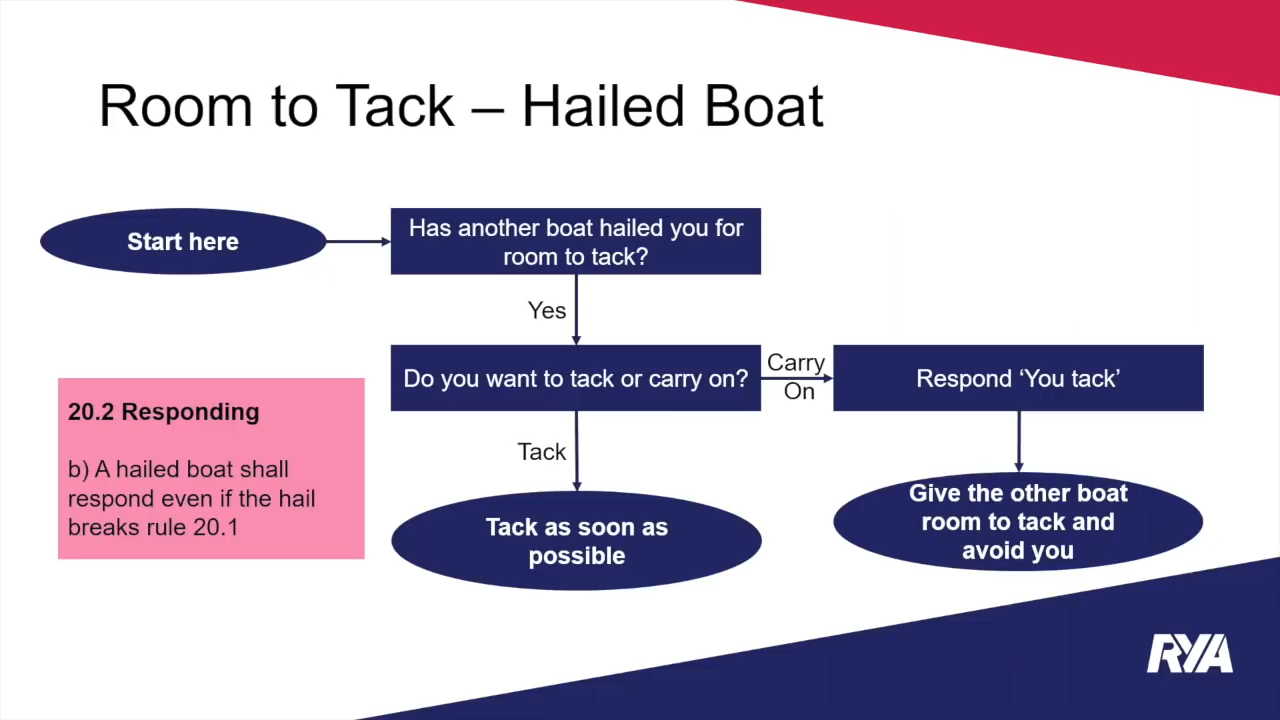 Room to Tack – Hailed Boat
Start here
Has another boat hailed you for
room to tack?
Yes
Do you want to tack or carry on?
Carry
On
Respond ‘You tack’
20.2 Responding
b) A hailed boat shall
respond even if the hail
breaks rule 20.1
Tack
Tack as soon as
possible
Give the other boat
room to tack and
avoid you
RYA